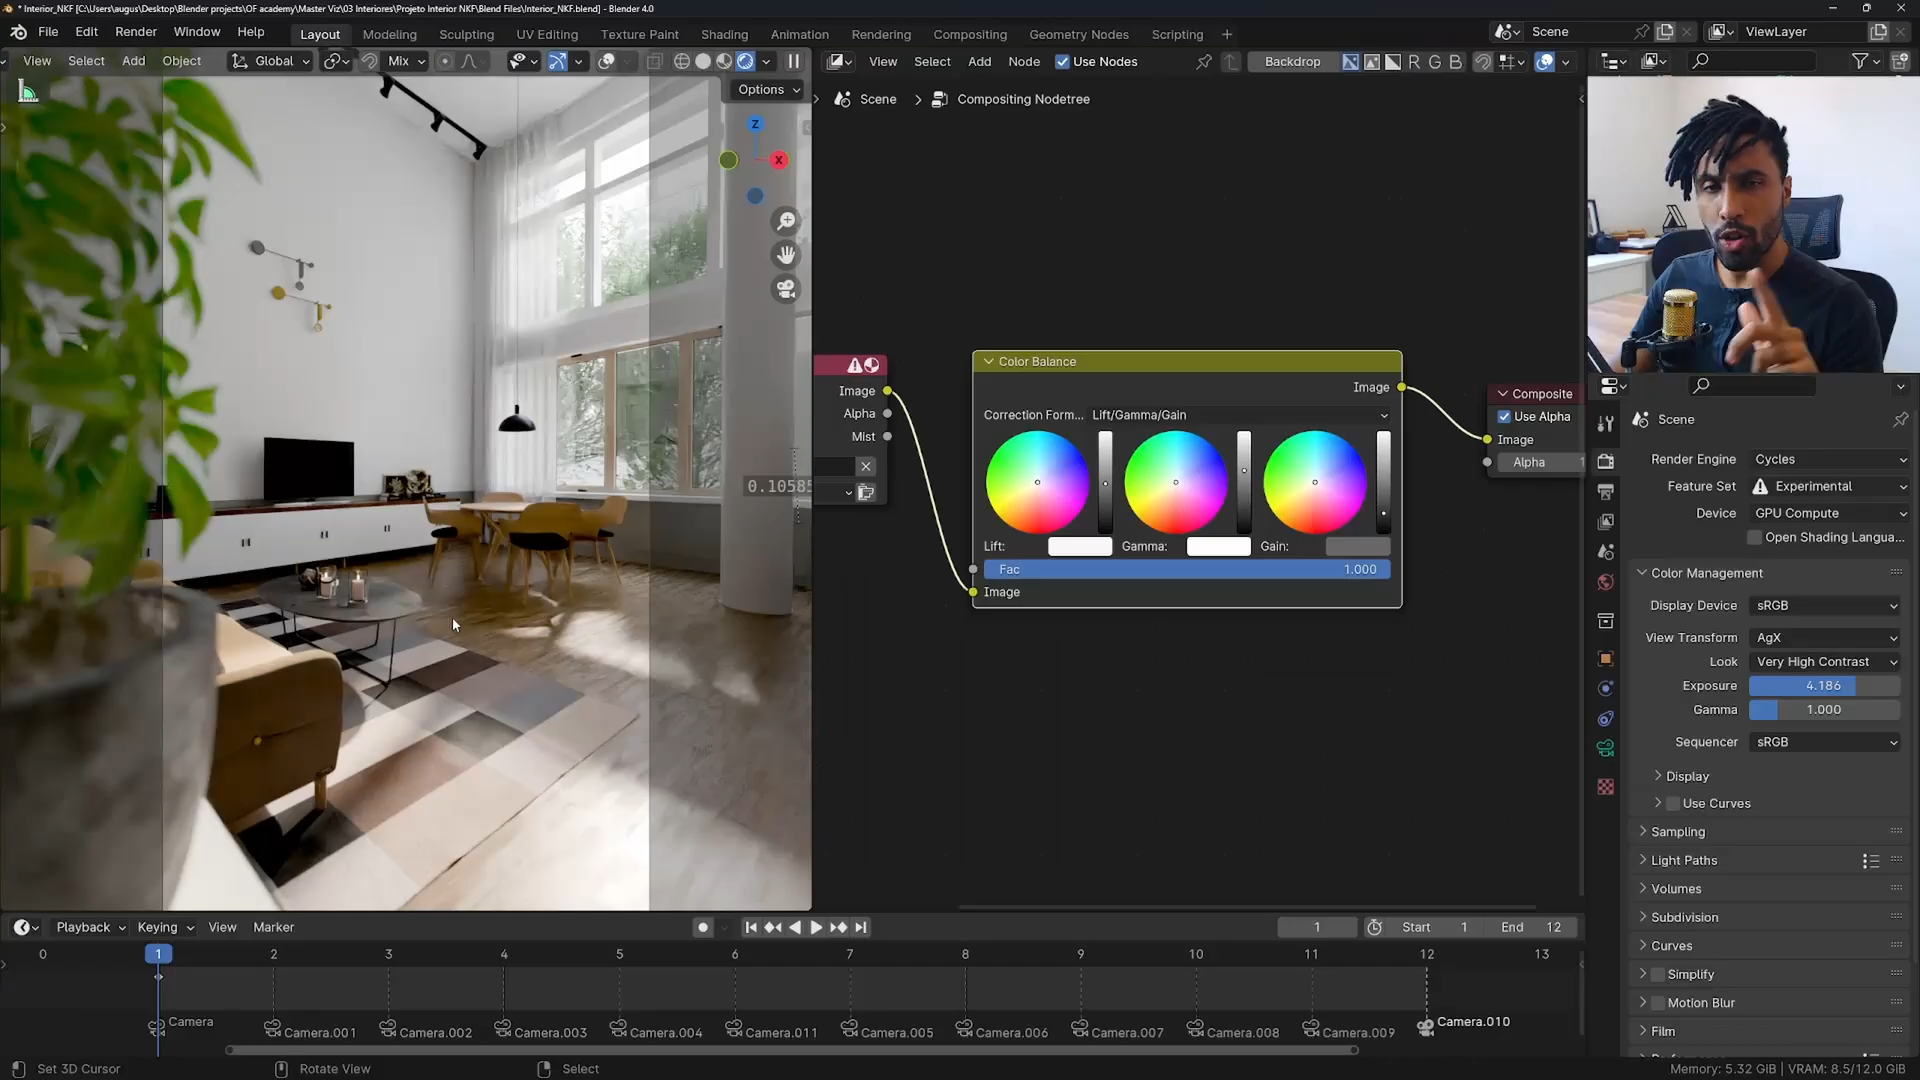 * Interior_NKF [C:\Users\augus\Desktop\Blender projects\OF academy\Master Viz\03 Interiores\Projeto Interior NKF\Blend Files\Interior_NKF.blend] - Blender 4.0
File Edit Render Window Help
Layout Modeling Sculpting UV Editing Texture Paint Shading Animation Rendering Compositing Geometry Nodes Scripting +
Scene
ViewLayer
View Select Add Object
Global
Mix
View Select Add Node
Use Nodes
Backdrop
R G B
Options
Scene > Compositing Nodetree
Z
X
Color Balance
Image
Correction Form... Lift/Gamma/Gain
Lift: Gamma: Gain:
Fac 1.000
Image
Image
Alpha
Mist
0.10585
Composite
Use Alpha
Image
Alpha 1
Scene
Render Engine Cycles
Feature Set Experimental
Device GPU Compute
Open Shading Langua...
Color Management
Display Device sRGB
View Transform AgX
Look Very High Contrast
Exposure 4.186
Gamma 1.000
Sequencer sRGB
Display
Use Curves
Sampling
Light Paths
Volumes
Subdivision
Curves
Simplify
Motion Blur
Film
Playback Keying View Marker
1
Start 1
End 12
0 1 2 3 4 5 6 7 8 9 10 11 12 13
Camera Camera.001 Camera.002 Camera.003 Camera.004 Camera.011 Camera.005 Camera.006 Camera.007 Camera.008 Camera.009 Camera.010
Set 3D Cursor
Rotate View
Select
Memory: 5.32 GiB | VRAM: 8.5/12.0 GiB